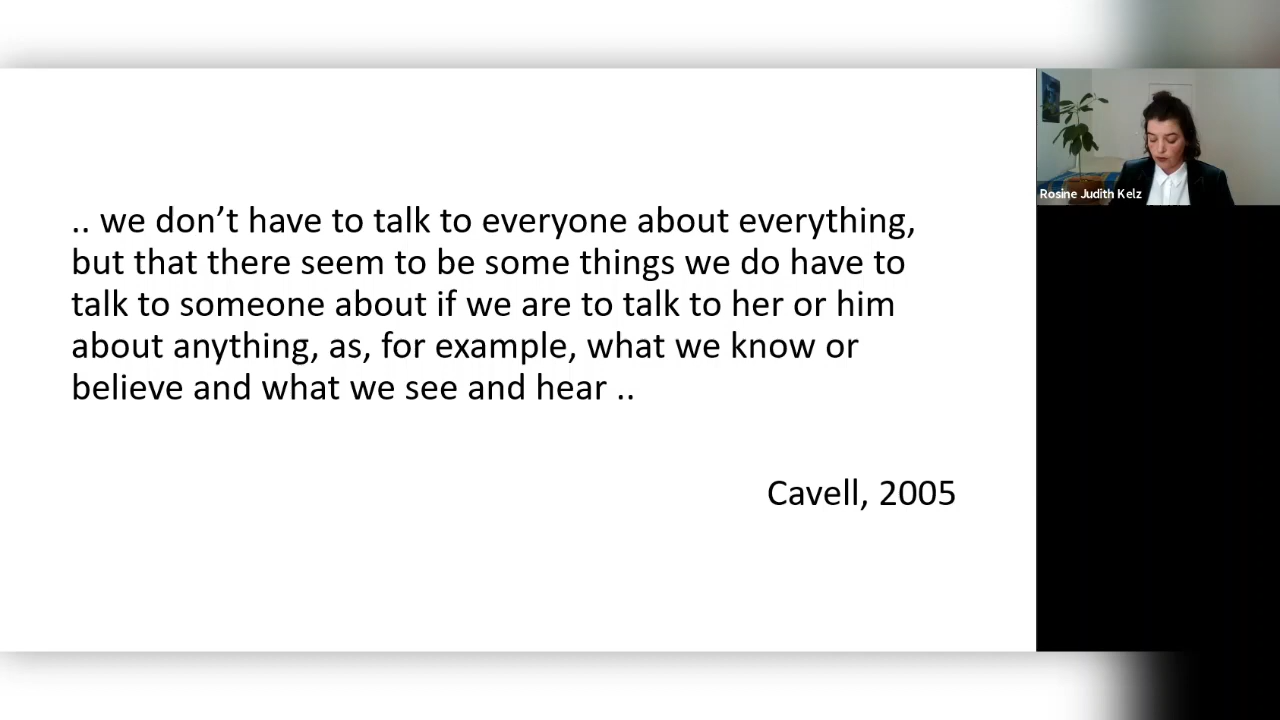 .. we don’t have to talk to everyone about everything,
but that there seem to be some things we do have to
talk to someone about if we are to talk to her or him
about anything, as, for example, what we know or
believe and what we see and hear ..
Cavell, 2005
Rosine Judith Kelz